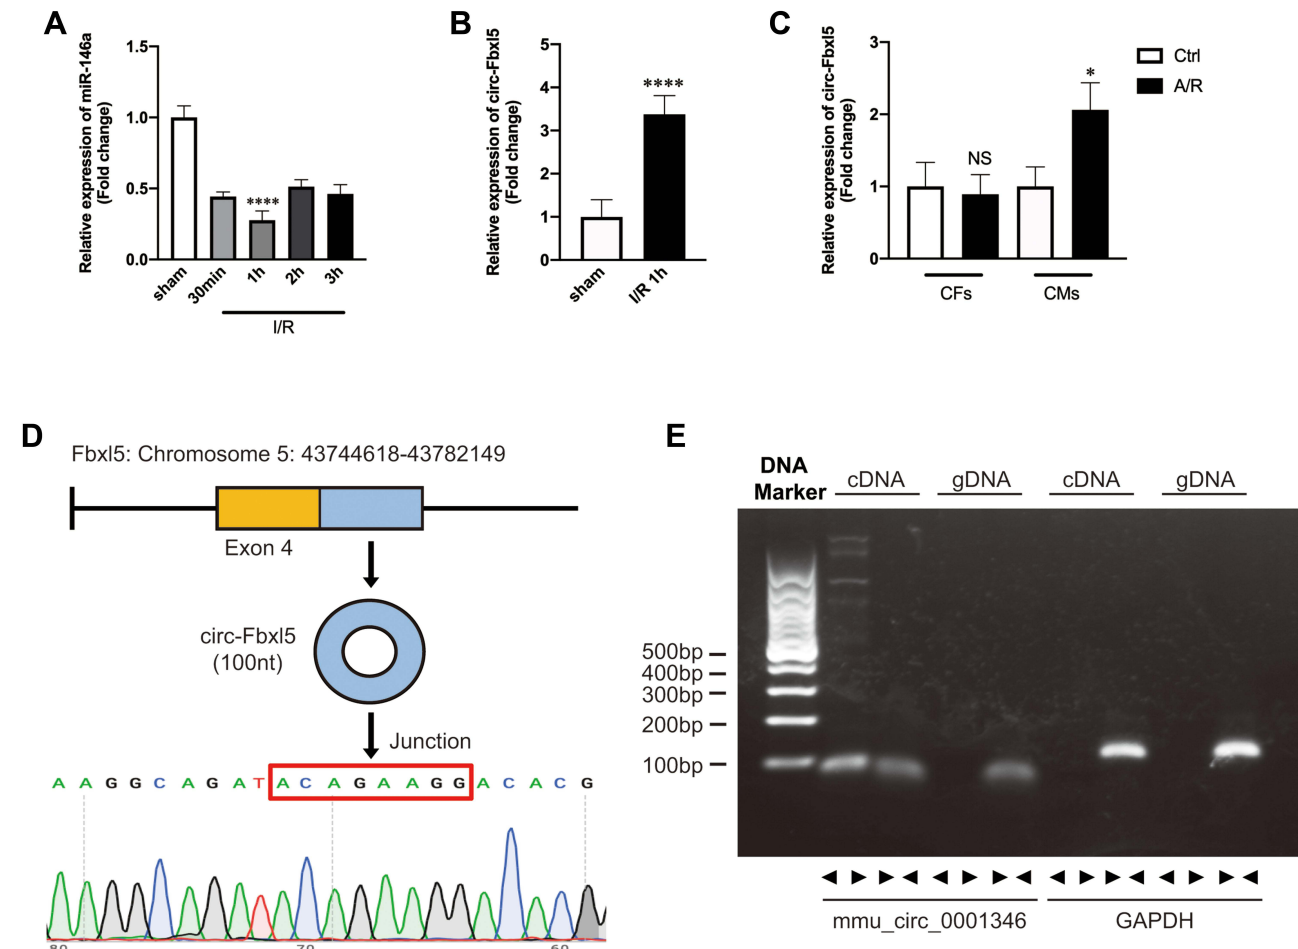 A
Relative expression of miR-146a
(Fold change)
1.5
1.0
0.5
0.0
****
sham
30min
1h
2h
3h
I/R
B
Relative expression of circ-Fbxl5
(Fold change)
5
4
3
2
1
0
****
sham
I/R 1h
C
Relative expression of circ-Fbxl5
(Fold change)
3
2
1
0
NS
*
CFs
CMs
Ctrl
A/R
D
Fbxl5: Chromosome 5: 43744618-43782149
Exon 4
circ-Fbxl5
(100nt)
Junction
A A G G C A G A T A C A G A A G G A C A C G
E
DNA
Marker
cDNA gDNA cDNA gDNA
500bp
400bp
300bp
200bp
100bp
mmu_circ_0001346 GAPDH